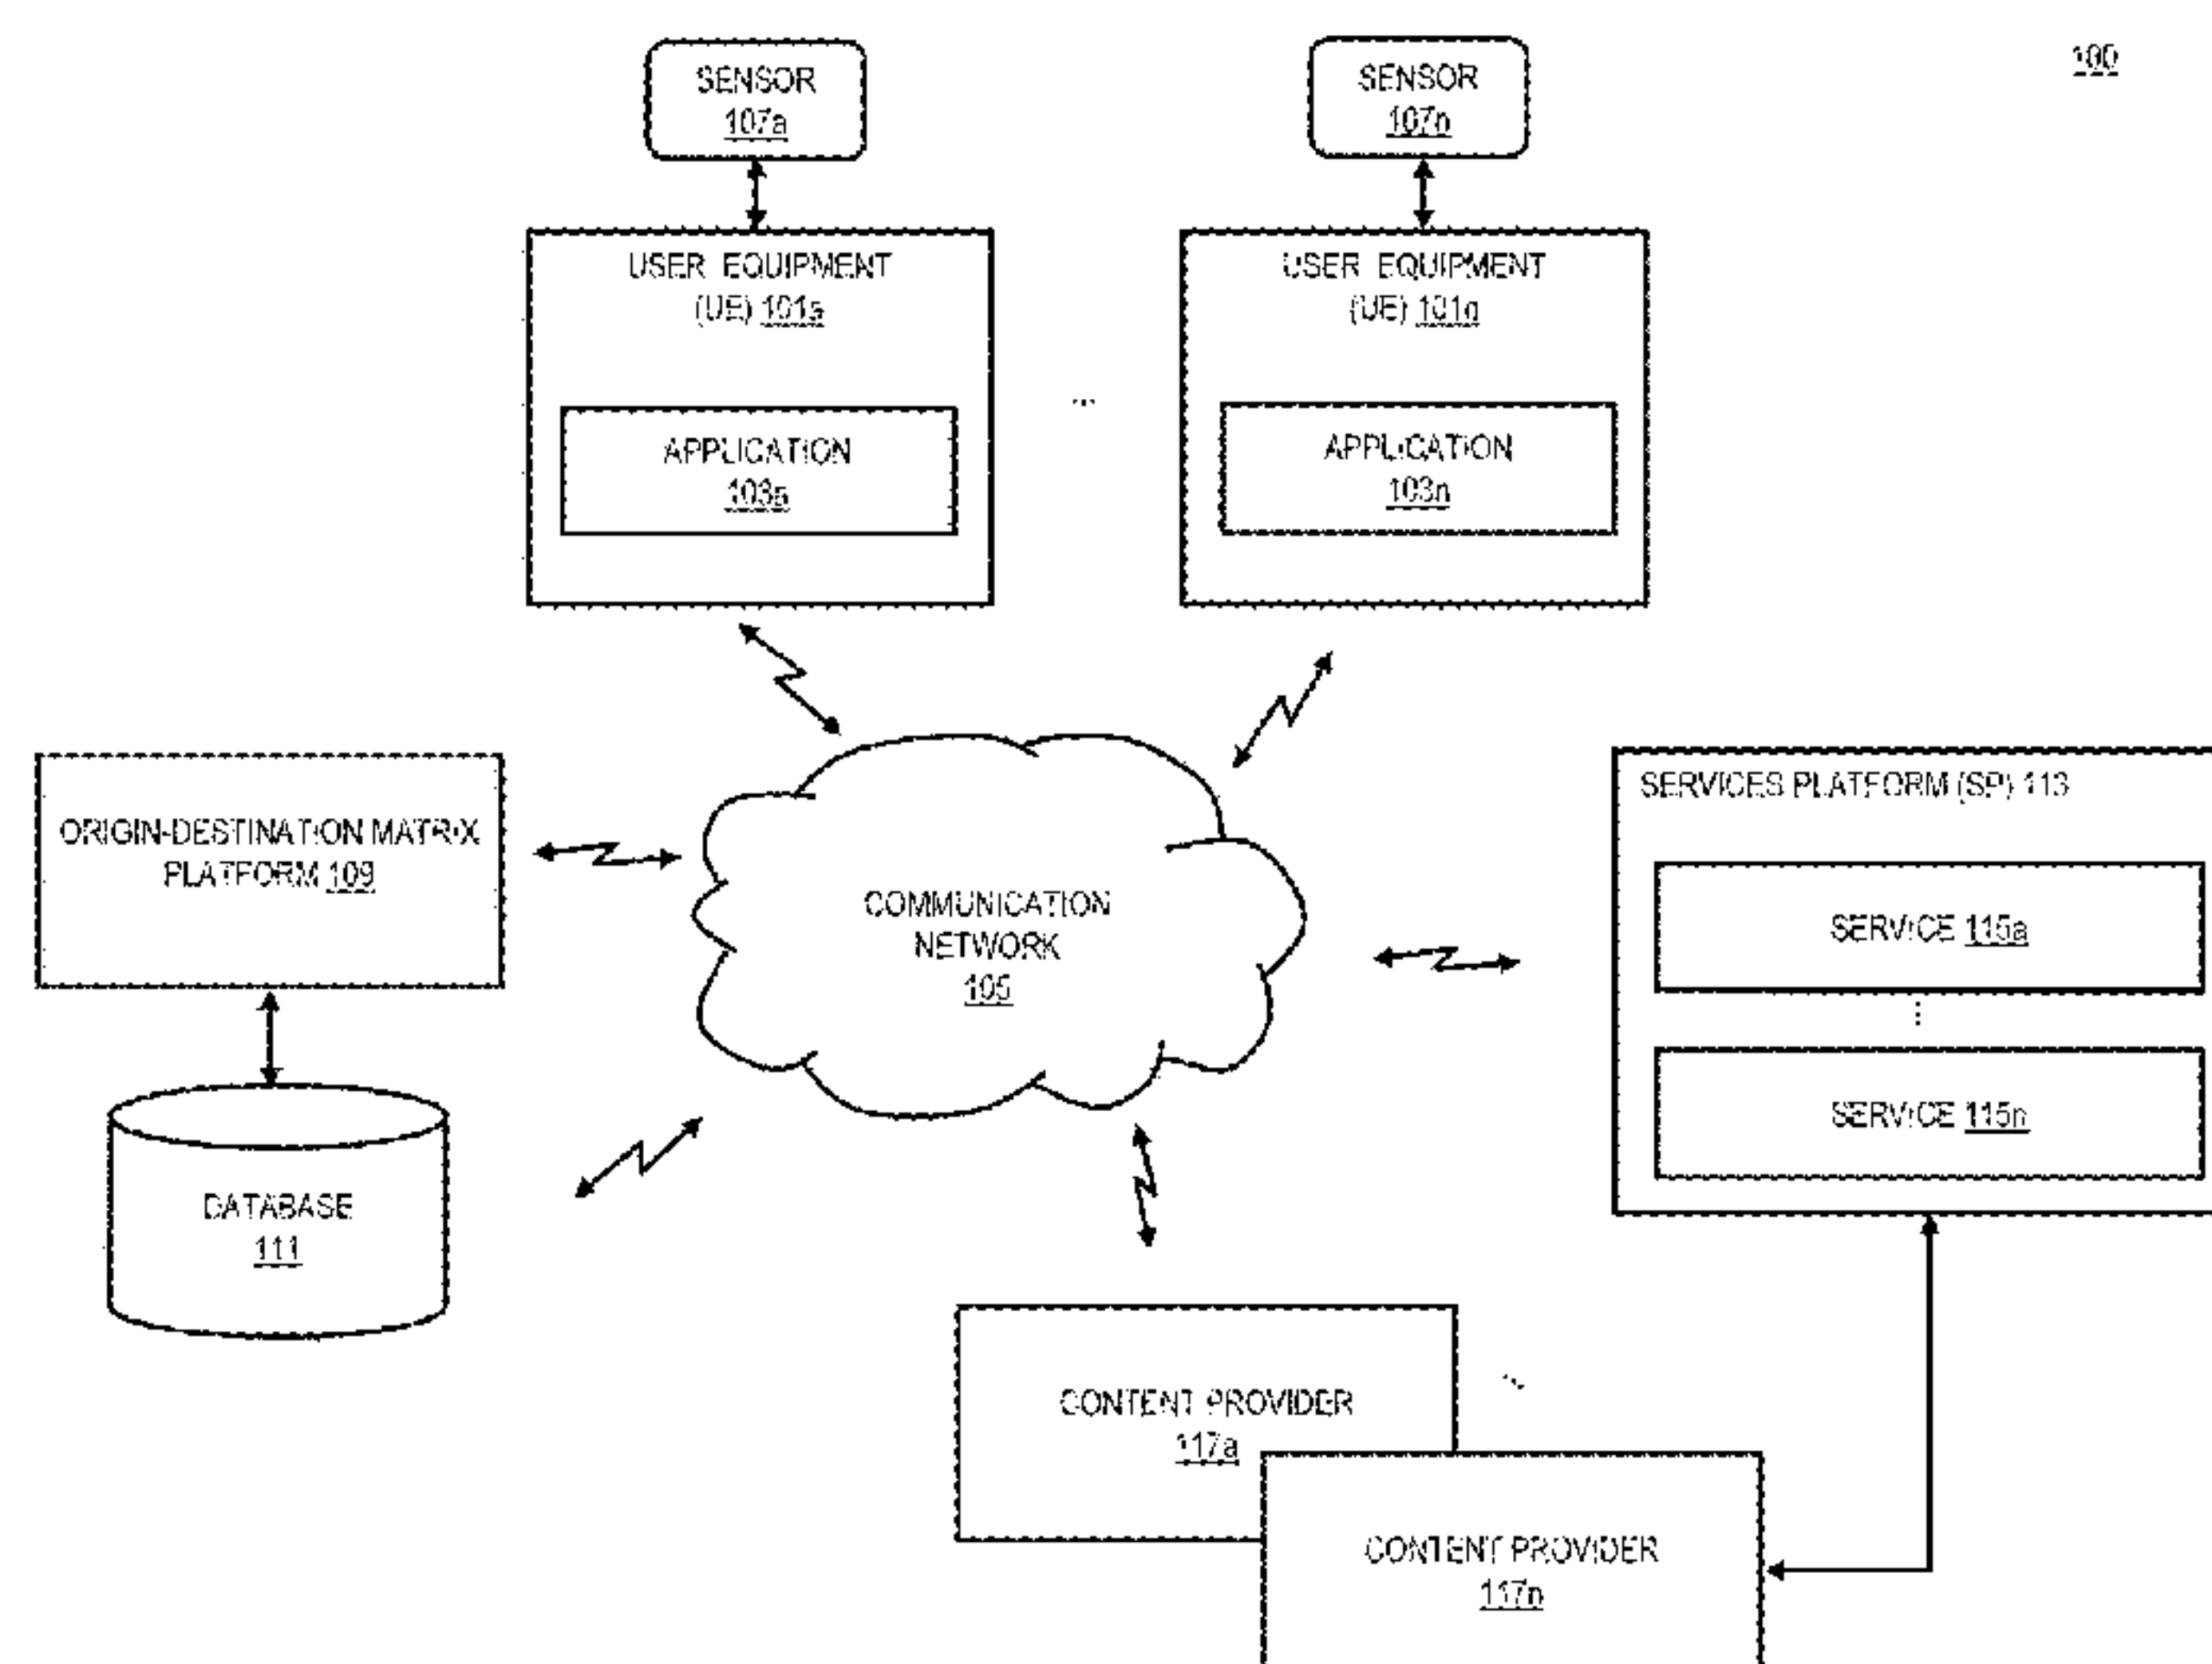 100
SENSOR
107a
SENSOR
107n
USER EQUIPMENT
(UE) 101a
USER EQUIPMENT
(UE) 101n
APPLICATION
103a
...
APPLICATION
103n
ORIGIN-DESTINATION MATRIX
PLATFORM 109
COMMUNICATION
NETWORK
105
SERVICES PLATFORM (SP) 113
SERVICE 115a
...
SERVICE 115n
DATABASE
111
CONTENT PROVIDER
117a
...
CONTENT PROVIDER
117n